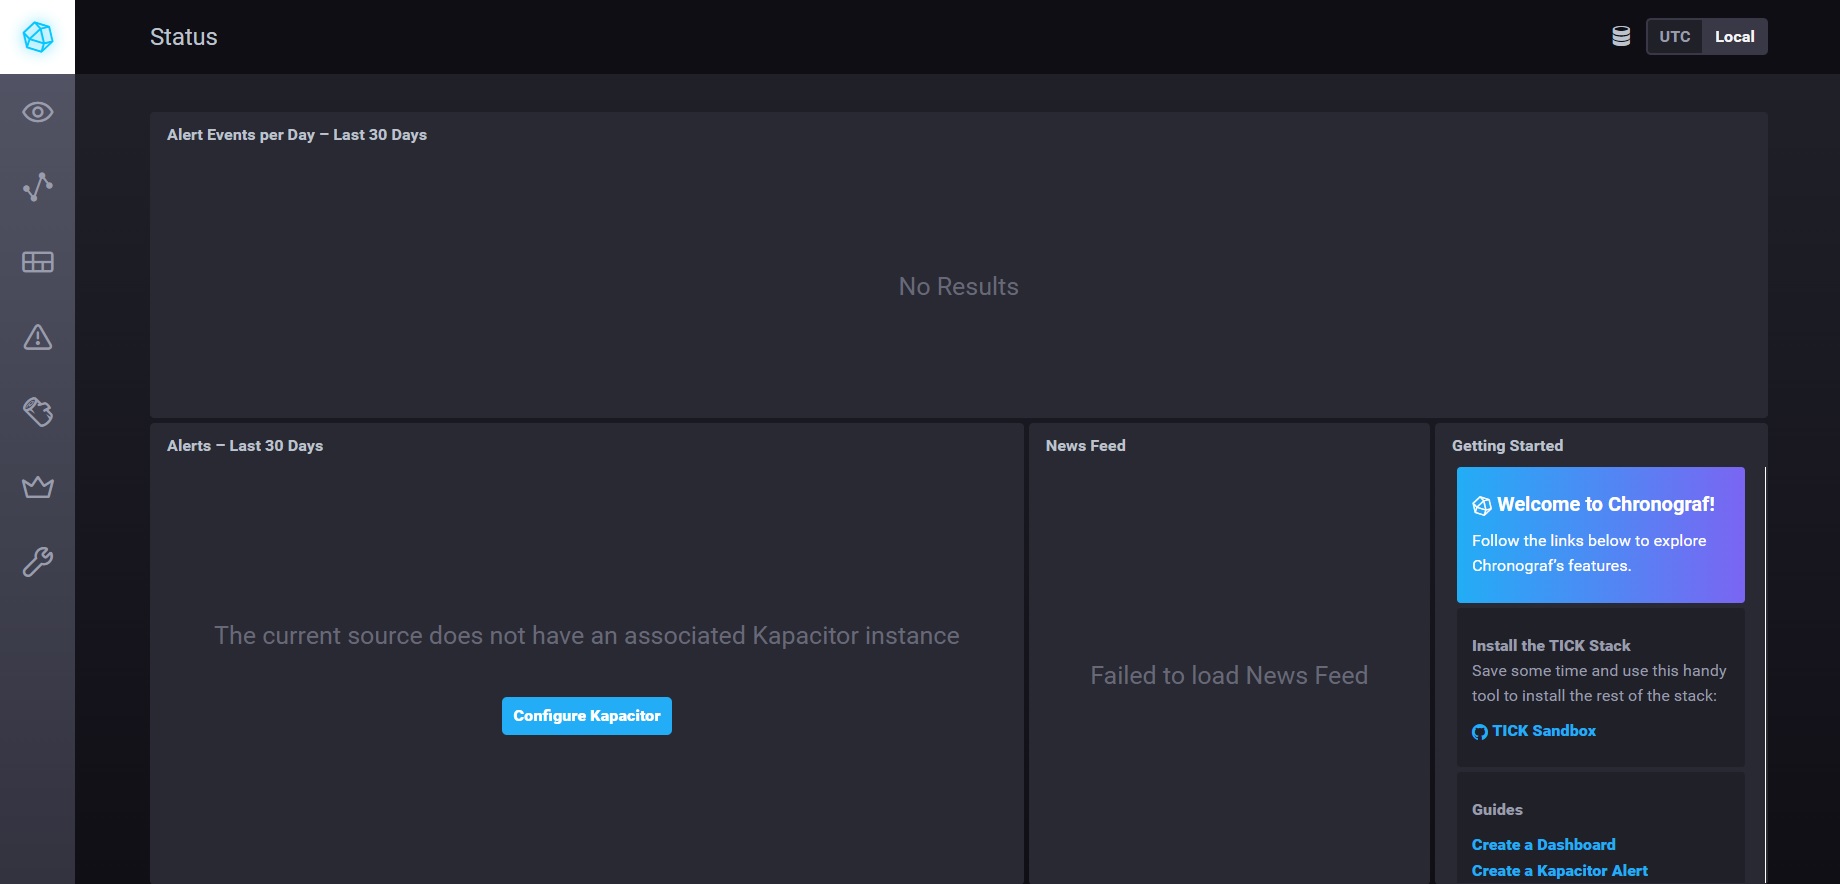 Status
UTC
Local
Alert Events per Day – Last 30 Days
No Results
Alerts – Last 30 Days
The current source does not have an associated Kapacitor instance
Configure Kapacitor
News Feed
Failed to load News Feed
Getting Started
Welcome to Chronograf!
Follow the links below to explore
Chronograf's features.
Install the TICK Stack
Save some time and use this handy
tool to install the rest of the stack:
TICK Sandbox
Guides
Create a Dashboard
Create a Kapacitor Alert